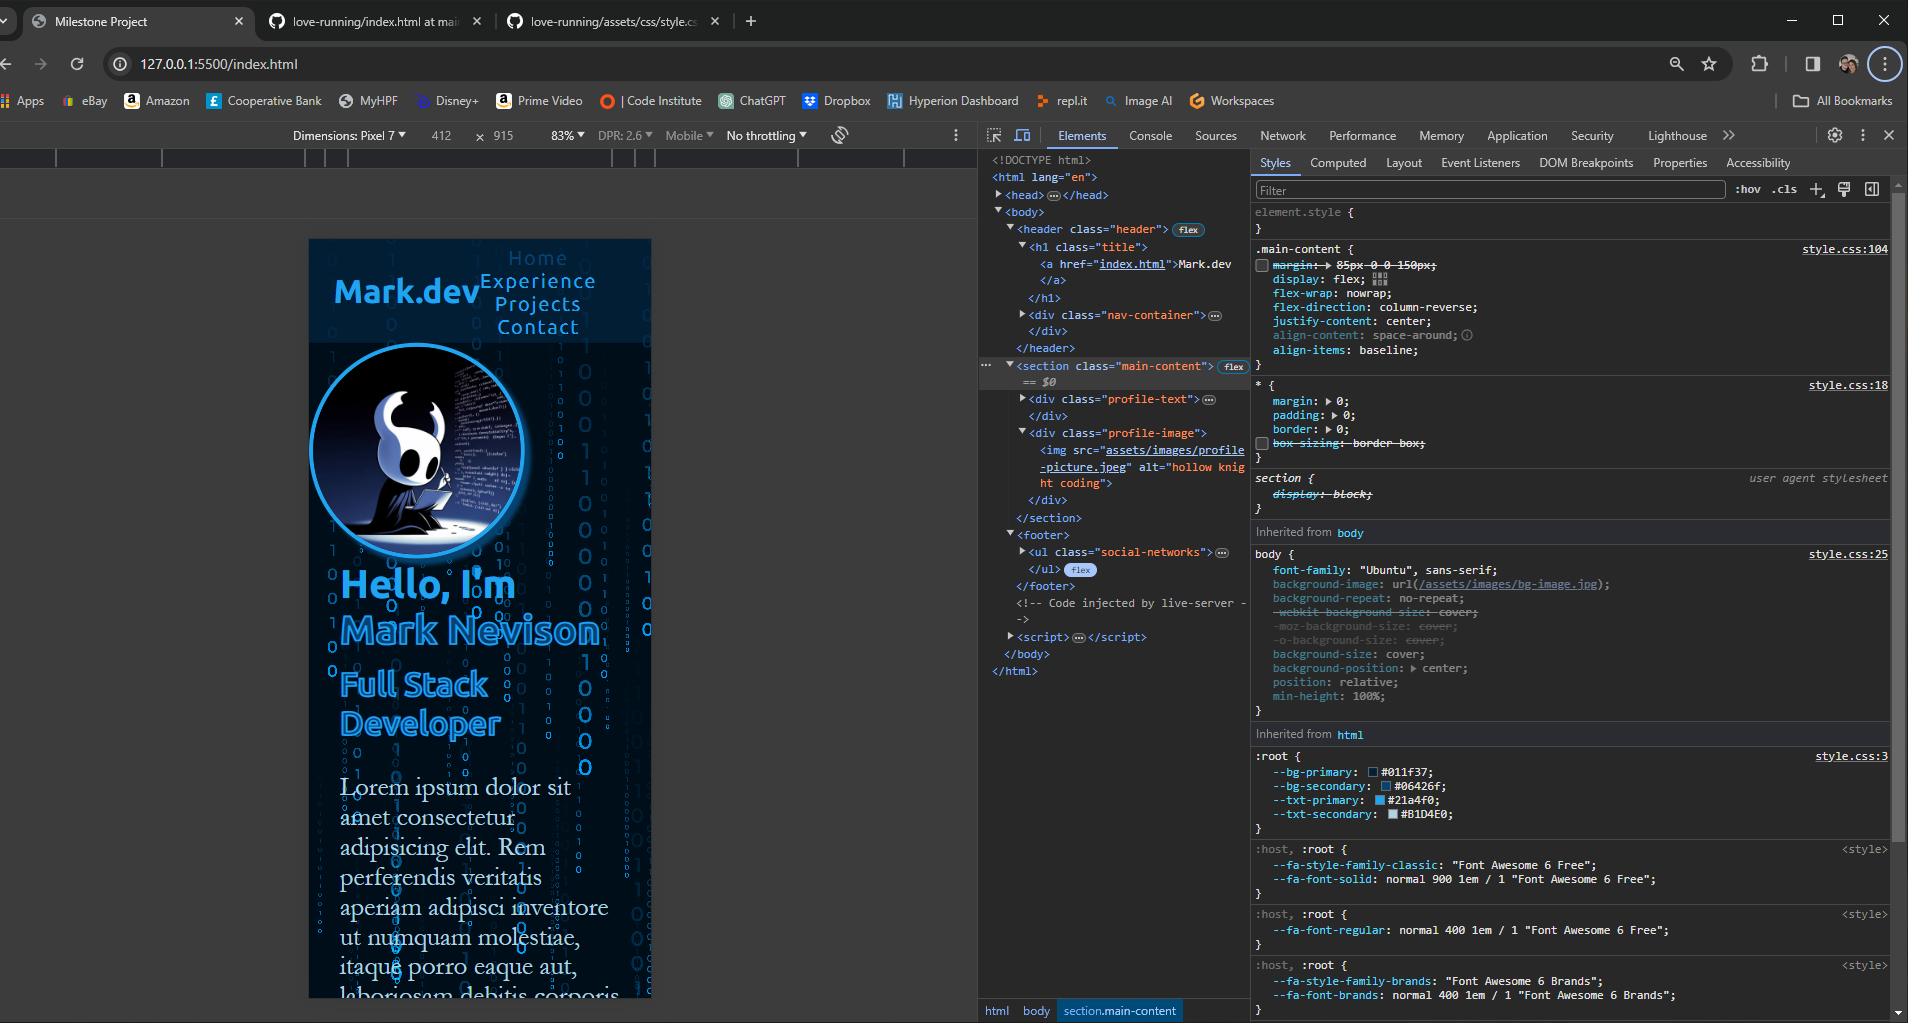 Milestone Project
love-running/index.html at mai
love-running/assets/css/style.cs
127.0.0.1:5500/index.html
Apps eBay Amazon Cooperative Bank MyHPF Disney+ Prime Video | Code Institute ChatGPT Dropbox Hyperion Dashboard repl.it Image AI Workspaces All Bookmarks
Dimensions: Pixel 7 412 × 915 83% DPR: 2.6 Mobile No throttling
Elements Console Sources Network Performance Memory Application Security Lighthouse
Mark.dev
Home
Experience
Projects
Contact
Hello, I'm
Mark Nevison
Full Stack
Developer
Lorem ipsum dolor sit
amet consectetur
adipisicing elit. Rem
perferendis veritatis
aperiam adipisci inventore
ut numquam molestiae,
itaque porro eaque aut,
laboriosam debitis corporis
<!DOCTYPE html>
<html lang="en">
<head> ••• </head>
<body>
<header class="header"> flex
<h1 class="title">
<a href="index.html">Mark.dev
</a>
</h1>
<div class="nav-container"> •••
</div>
</header>
••• <section class="main-content"> flex
== $0
<div class="profile-text"> •••
</div>
<div class="profile-image">
<img src="assets/images/profile
-picture.jpeg" alt="hollow knig
ht coding">
</div>
</section>
<footer>
<ul class="social-networks"> •••
</ul> flex
</footer>
<!-- Code injected by live-server -
->
<script> ••• </script>
</body>
</html>
html body section.main-content
Styles Computed Layout Event Listeners DOM Breakpoints Properties Accessibility
Filter :hov .cls
element.style {
}
.main-content { style.css:104
margin: 85px 0 0 150px;
display: flex;
flex-wrap: nowrap;
flex-direction: column-reverse;
justify-content: center;
align-content: space-around;
align-items: baseline;
}
* { style.css:18
margin: 0;
padding: 0;
border: 0;
box-sizing: border-box;
}
section { user agent stylesheet
display: block;
}
Inherited from body
body { style.css:25
font-family: "Ubuntu", sans-serif;
background-image: url(/assets/images/bg-image.jpg);
background-repeat: no-repeat;
-webkit-background-size: cover;
-moz-background-size: cover;
-o-background-size: cover;
background-size: cover;
background-position: center;
position: relative;
min-height: 100%;
}
Inherited from html
:root { style.css:3
--bg-primary: #011f37;
--bg-secondary: #06426f;
--txt-primary: #21a4f0;
--txt-secondary: #B1D4E0;
}
:host, :root { <style>
--fa-style-family-classic: "Font Awesome 6 Free";
--fa-font-solid: normal 900 1em / 1 "Font Awesome 6 Free";
}
:host, :root { <style>
--fa-font-regular: normal 400 1em / 1 "Font Awesome 6 Free";
}
:host, :root { <style>
--fa-style-family-brands: "Font Awesome 6 Brands";
--fa-font-brands: normal 400 1em / 1 "Font Awesome 6 Brands";
}